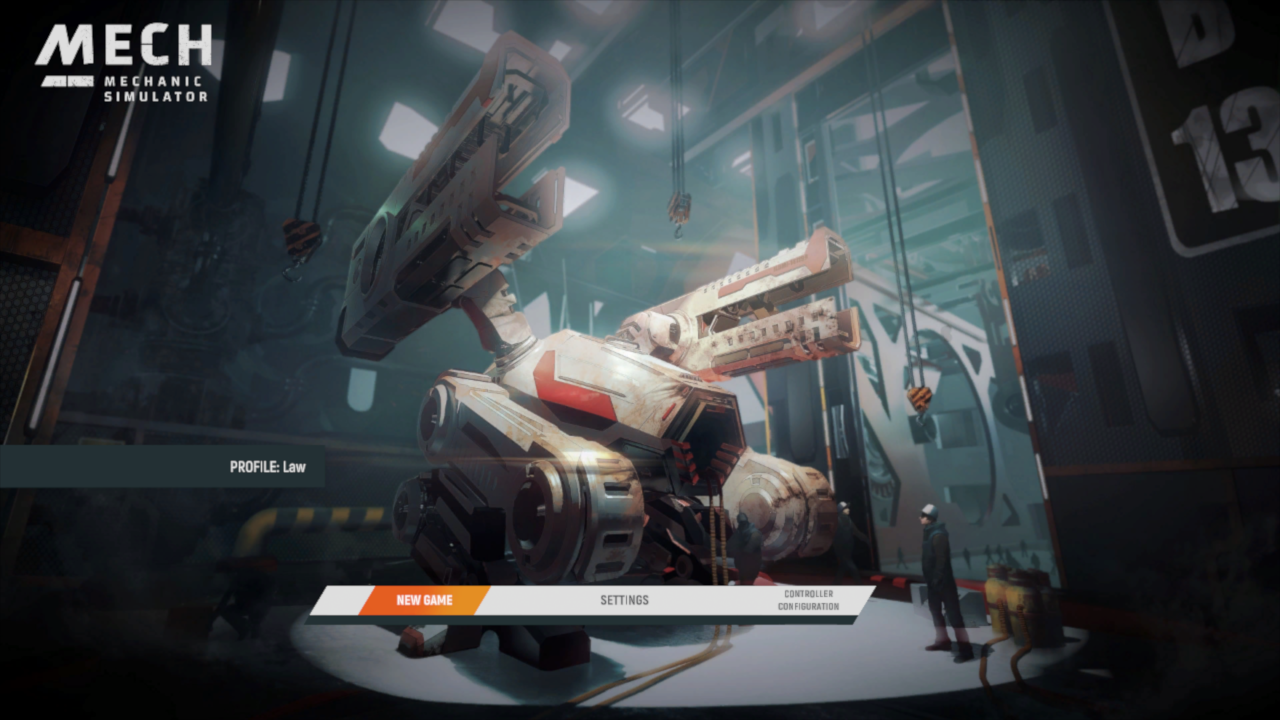 MECH
MECHANIC
SIMULATOR
13
PROFILE: Law
NEW GAME
SETTINGS
CONTROLLER
CONFIGURATION